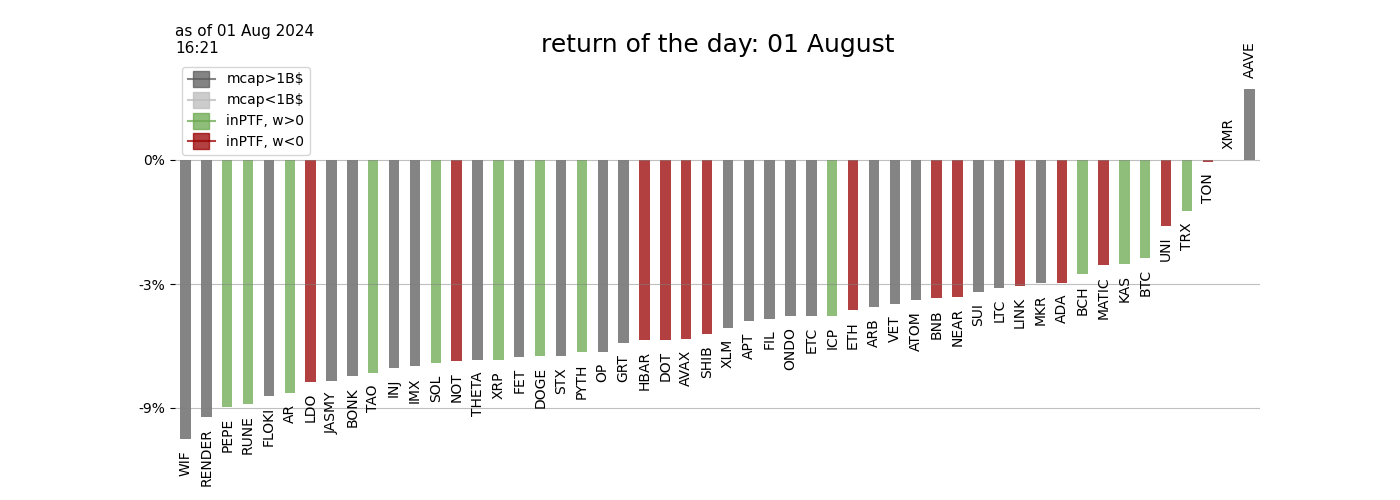 as of 01 Aug 2024
16:21
return of the day: 01 August
mcap>1B$
mcap<1B$
inPTF, w>0
inPTF, w<0
0%
-3%
-9%
WIF
RENDER
PEPE
RUNE
FLOKI
AR
LDO
JASMY
BONK
TAO
INJ
IMX
SOL
NOT
THETA
XRP
FET
DOGE
STX
PYTH
OP
GRT
HBAR
DOT
AVAX
SHIB
XLM
APT
FIL
ONDO
ETC
ICP
ETH
ARB
VET
ATOM
BNB
NEAR
SUI
LTC
LINK
MKR
ADA
BCH
MATIC
KAS
BTC
UNI
TRX
TON
XMR
AAVE